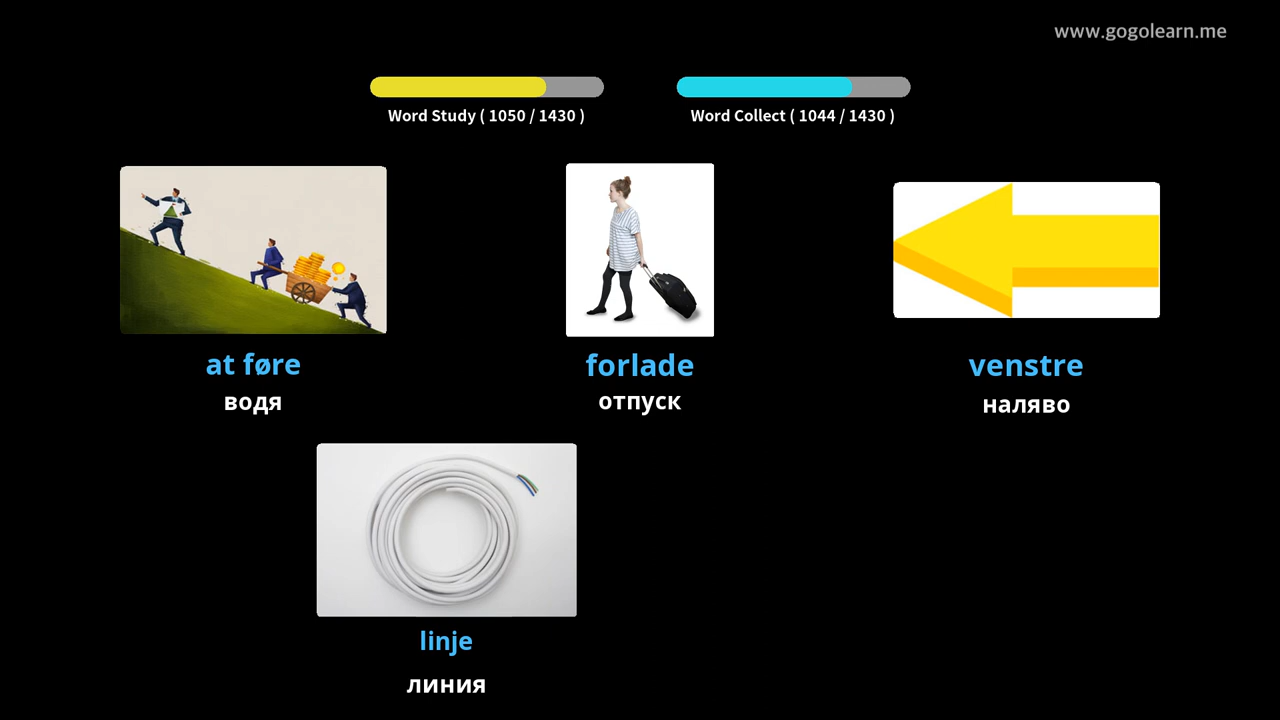 www.gogolearn.me
Word Study ( 1050 / 1430 )
Word Collect ( 1044 / 1430 )
at føre
водя
forlade
отпуск
venstre
наляво
linje
линия